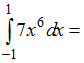 ∫_{-1}^{1} 7x^6 dx =